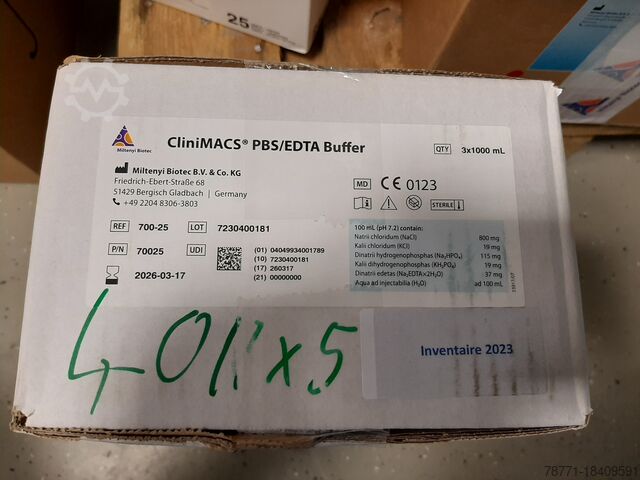 25
Miltenyi Biotec
CliniMACS® PBS/EDTA Buffer
QTY 3x1000 mL
Miltenyi Biotec B.V. & Co. KG
Friedrich-Ebert-Straße 68
51429 Bergisch Gladbach | Germany
+49 2204 8306-3803
MD CE 0123
STERILE
REF 700-25 LOT 7230400181
P/N 70025 UDI
(01) 04049934001789
(10) 7230400181
(17) 260317
(21) 00000000
2026-03-17
100 mL (pH 7.2) contain:
Natrii chloridum (NaCl) 800 mg
Kalii chloridum (KCl) 19 mg
Dinatrii hydrogenophosphas (Na₂HPO₄) 115 mg
Kalii dihydrogenophosphas (KH₂PO₄) 19 mg
Dinatrii edetas (Na₂EDTA×2H₂O) 37 mg
Aqua ad injectabilia (H₂O) ad 100 mL
Inventaire 2023
78771-18409591